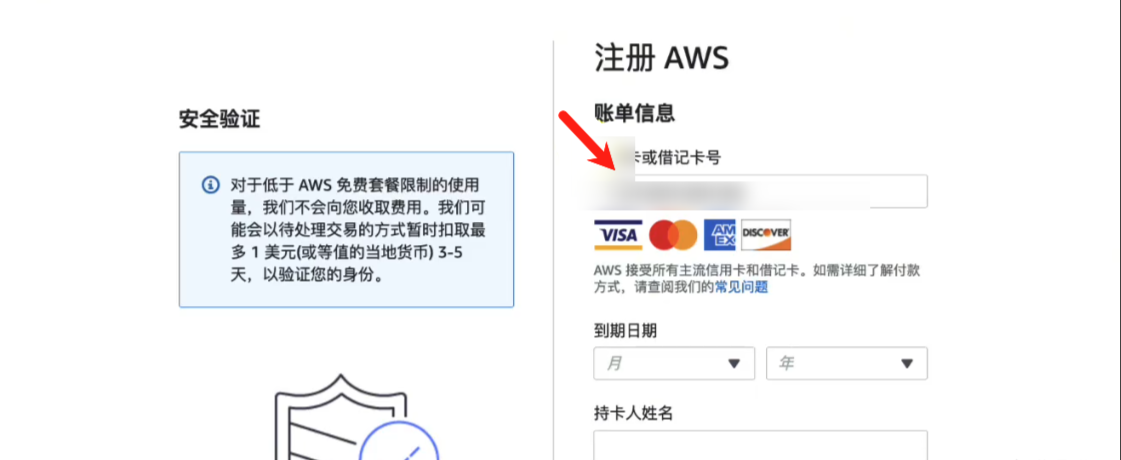 安全验证
对于低于 AWS 免费套餐限制的使用
量，我们不会向您收取费用。我们可
能会以待处理交易的方式暂时扣取最
多 1 美元(或等值的当地货币) 3-5
天，以验证您的身份。
注册 AWS
账单信息
卡或借记卡号
VISA
AM
EX
DISCOVER
AWS 接受所有主流信用卡和借记卡。如需详细了解付款
方式，请查阅我们的常见问题
到期日期
月
年
持卡人姓名